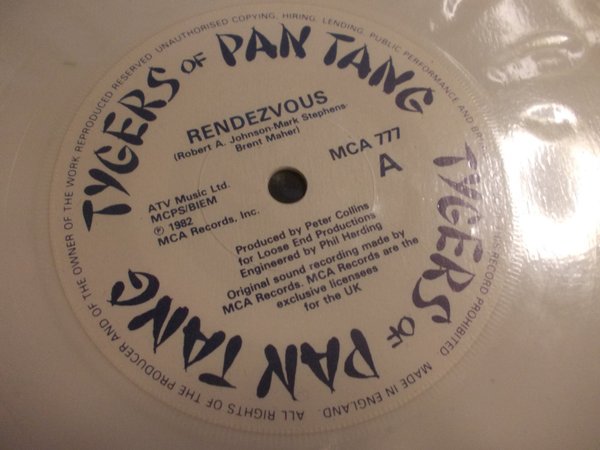 ALL RIGHTS OF THE PRODUCER AND OF THE OWNER OF THE WORK REPRODUCED RESERVED UNAUTHORISED COPYING, HIRING, LENDING, PUBLIC PERFORMANCE AND
RECORD PROHIBITED. MADE IN ENGLAND.
TYGERS OF PAN TANG
TYGERS OF PAN TANG
RENDEZVOUS
(Robert A. Johnson-Mark Stephens-
Brent Maher)
MCA 777
A
ATV Music Ltd.
MCPS/BIEM
℗ 1982
MCA Records, Inc.
Produced by Peter Collins
for Loose End Productions
Engineered by Phil Harding
Original sound recording made by
MCA Records. MCA Records are the
exclusive licensees
for the UK